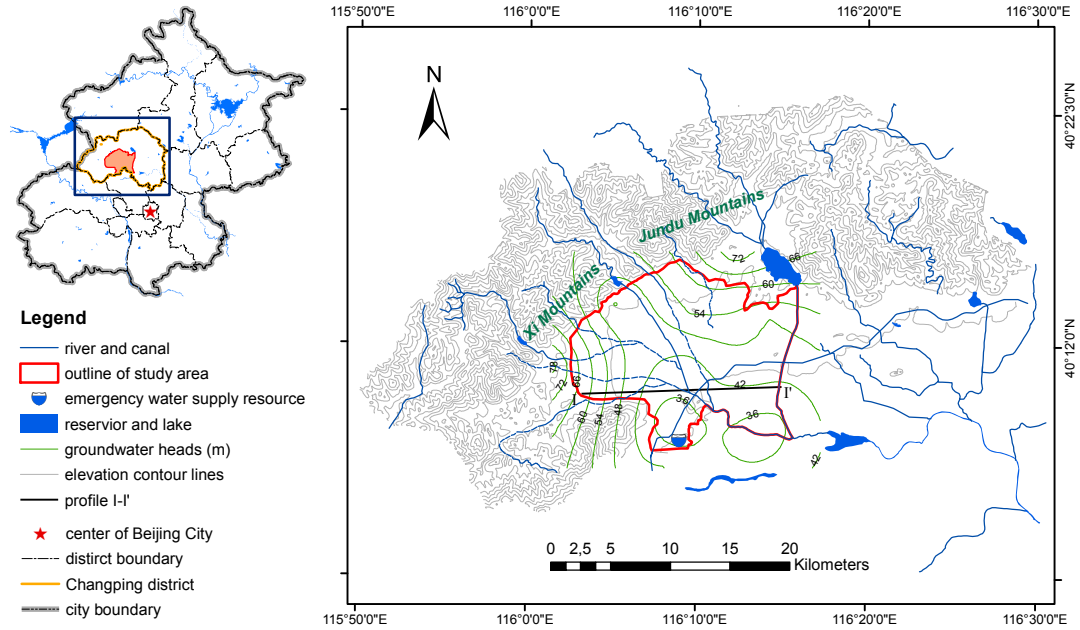 115°50'0"E
116°0'0"E
116°10'0"E
116°20'0"E
116°30'0"E
N
40°22'30"N
40°12'0"N
Jundu Mountains
Xi Mountains
72
66
60
54
78
72
66
60
54
48
36
42
36
42
I
I'
Legend
river and canal
outline of study area
emergency water supply resource
reservior and lake
groundwater heads (m)
elevation contour lines
profile I-I'
center of Beijing City
distirct boundary
Changping district
city boundary
0 2,5 5 10 15 20
Kilometers
115°50'0"E
116°0'0"E
116°10'0"E
116°20'0"E
116°30'0"E